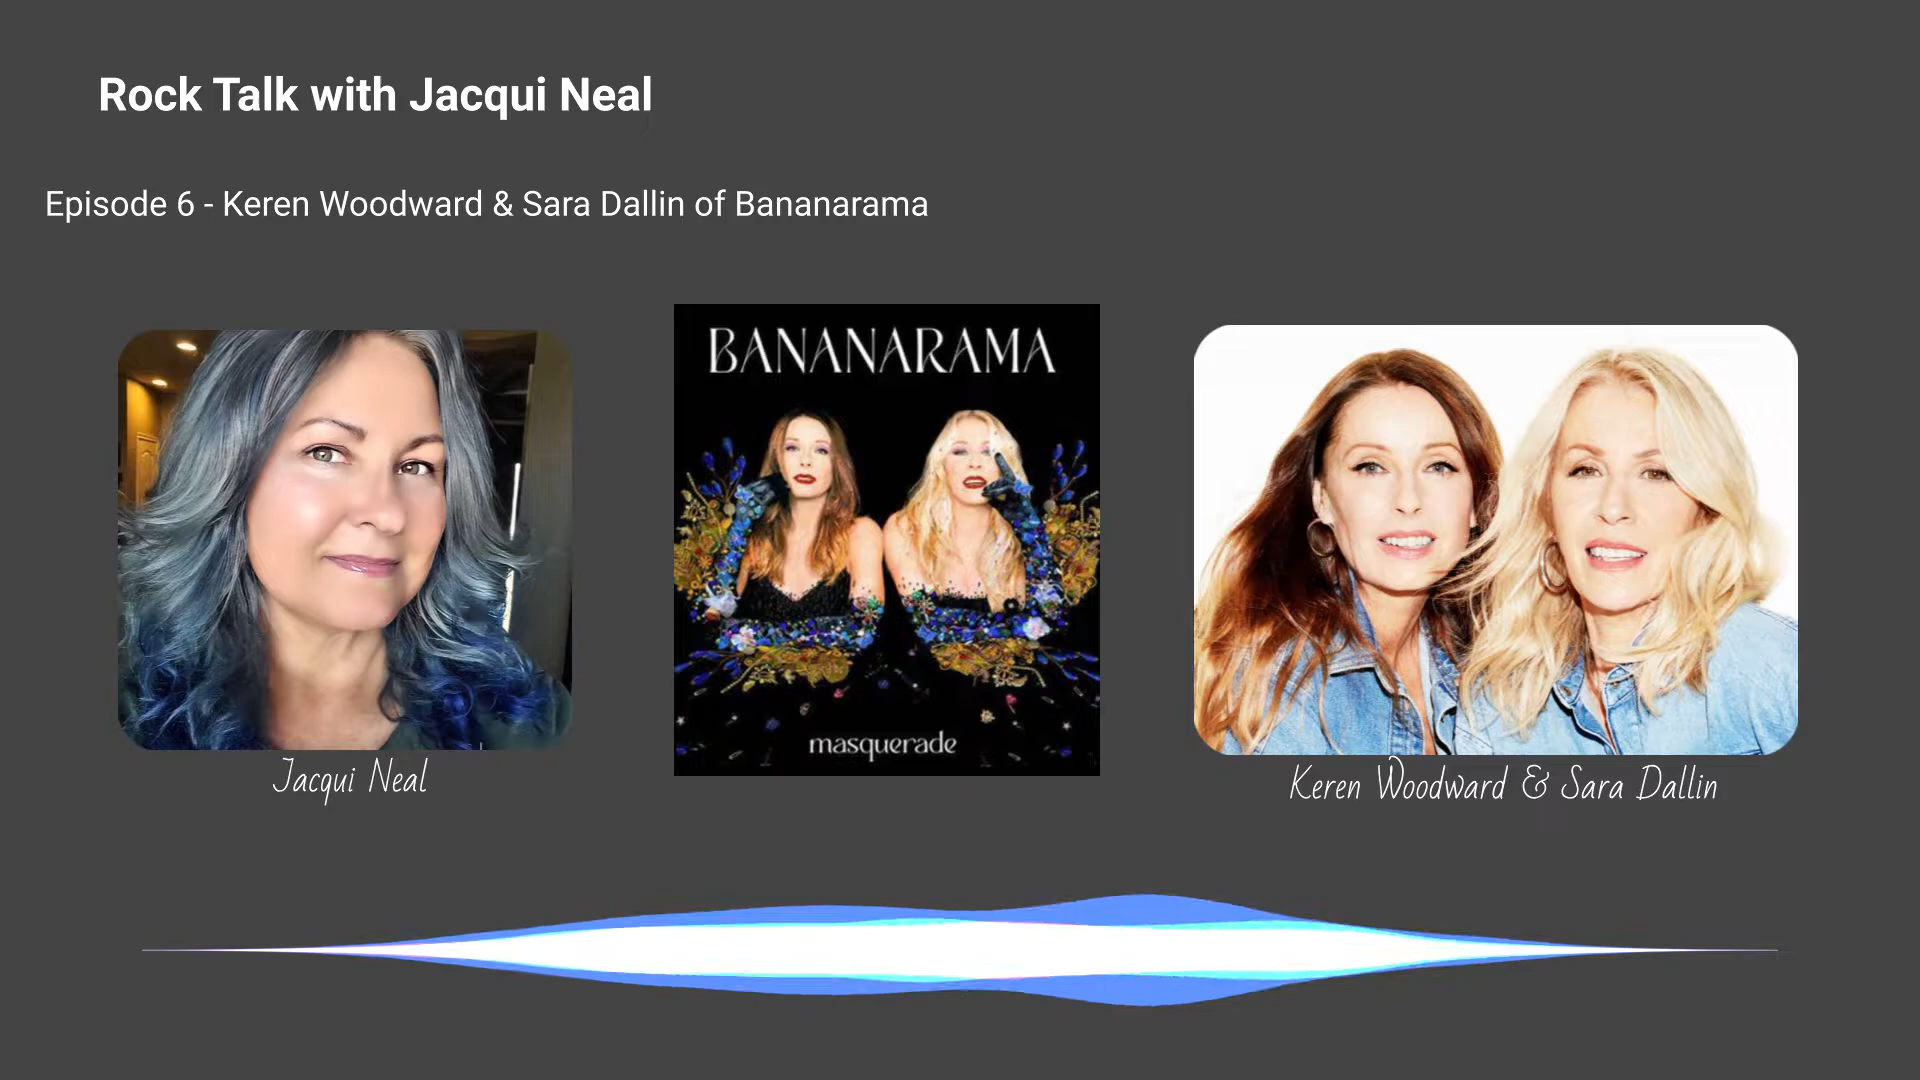 Rock Talk with Jacqui Neal
Episode 6 - Keren Woodward & Sara Dallin of Bananarama
BANANARAMA
masquerade
Jacqui Neal
Keren Woodward & Sara Dallin